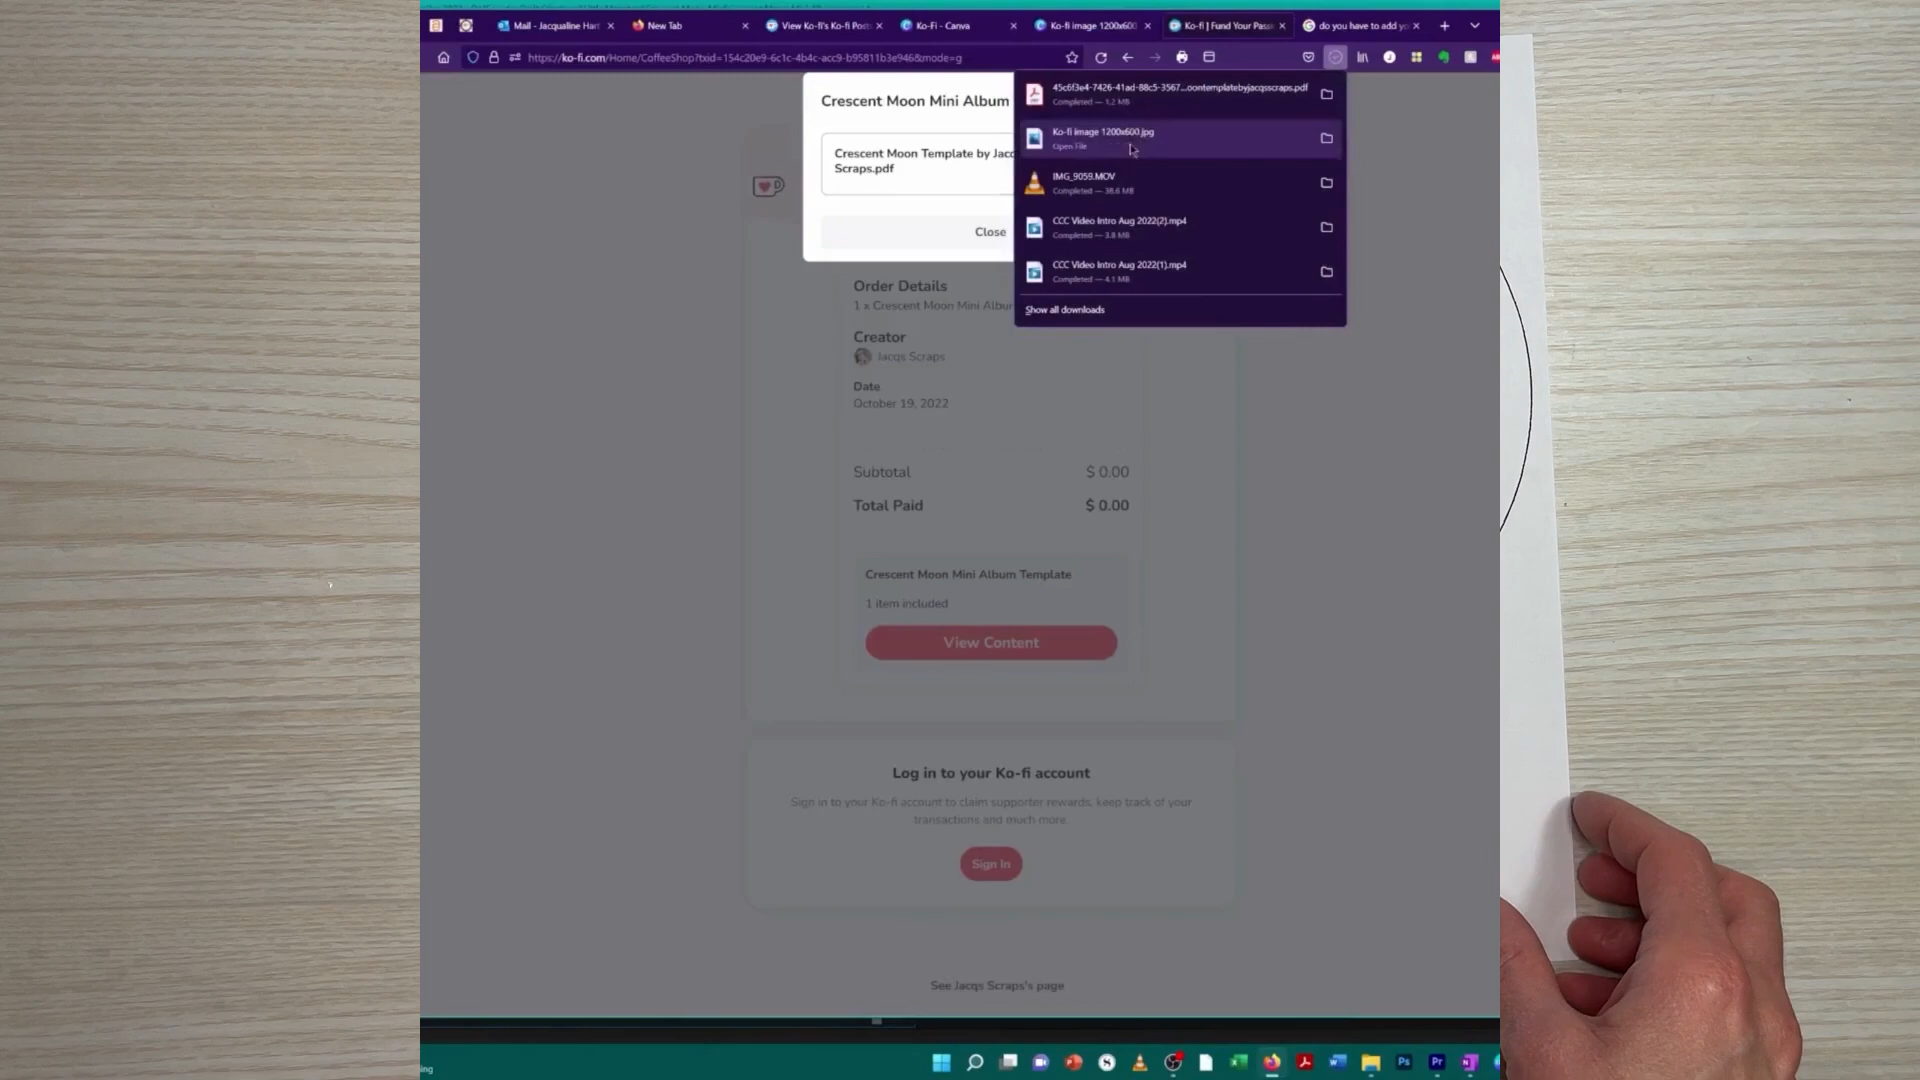 Mail - Jacqualine Har
New Tab
View Ko-fi's Ko-fi Post
Ko-Fi - Canva
Ko-fi image 1200x600
Ko-fi | Fund Your Pass
do you have to add yo
https://ko-fi.com/Home/CoffeeShop?txid=154c20e9-6c1c-4b4c-acc9-b95811b3e946&mode=g
Crescent Moon Mini Album
Crescent Moon Template by Jacq
Scraps.pdf
Close
45c6f3e4-7426-41ad-88c5-3567...oontemplatebyjacqsscraps.pdf
Completed — 1.2 MB
Ko-fi image 1200x600.jpg
Open File
IMG_9059.MOV
Completed — 38.6 MB
CCC Video Intro Aug 2022(2).mp4
Completed — 3.8 MB
CCC Video Intro Aug 2022(1).mp4
Completed — 4.1 MB
Show all downloads
Order Details
1 x Crescent Moon Mini Albu
Creator
Jacqs Scraps
Date
October 19, 2022
Subtotal $ 0.00
Total Paid $ 0.00
Crescent Moon Mini Album Template
1 item included
View Content
Log in to your Ko-fi account
Sign in to your Ko-fi account to claim supporter rewards, keep track of your
transactions and much more.
Sign In
See Jacqs Scraps's page
ing